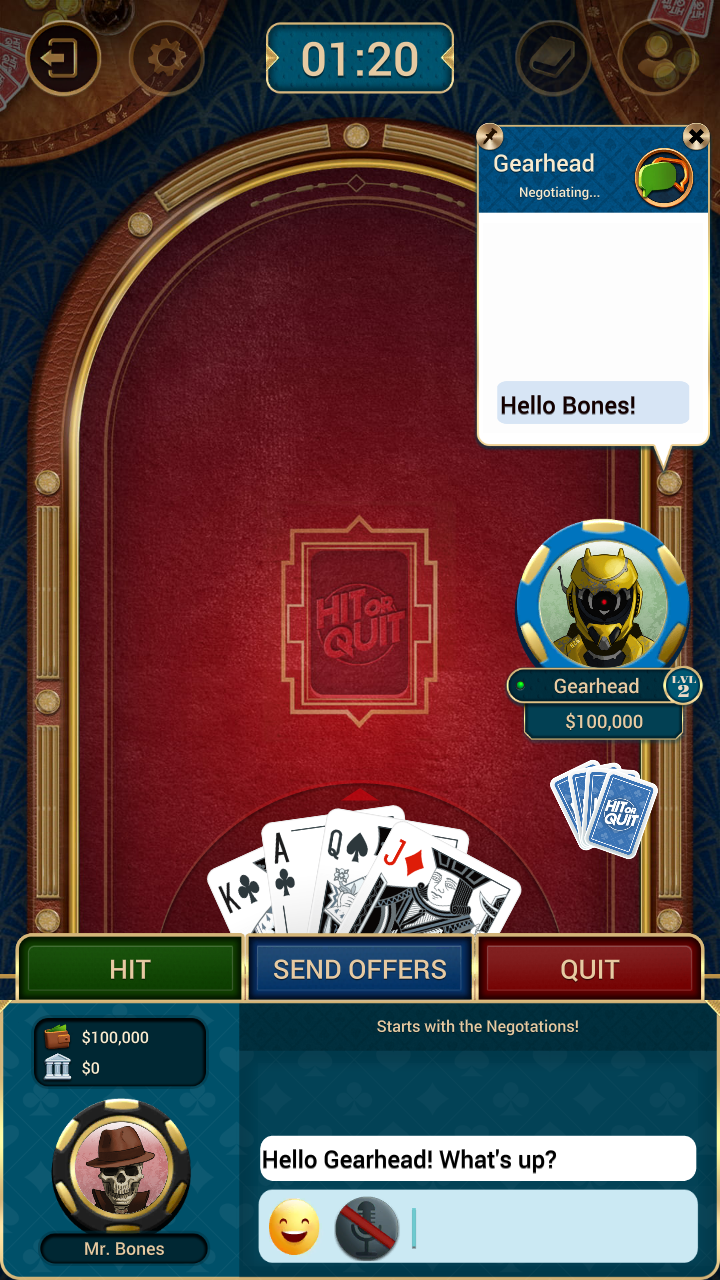 01:20
Gearhead
Negotiating...
Hello Bones!
HIT OR
QUIT
Gearhead
LVL
2
$100,000
HIT OR
QUIT
K
A
Q
J
HIT
SEND OFFERS
QUIT
$100,000
$0
Starts with the Negotations!
Hello Gearhead! What's up?
Mr. Bones